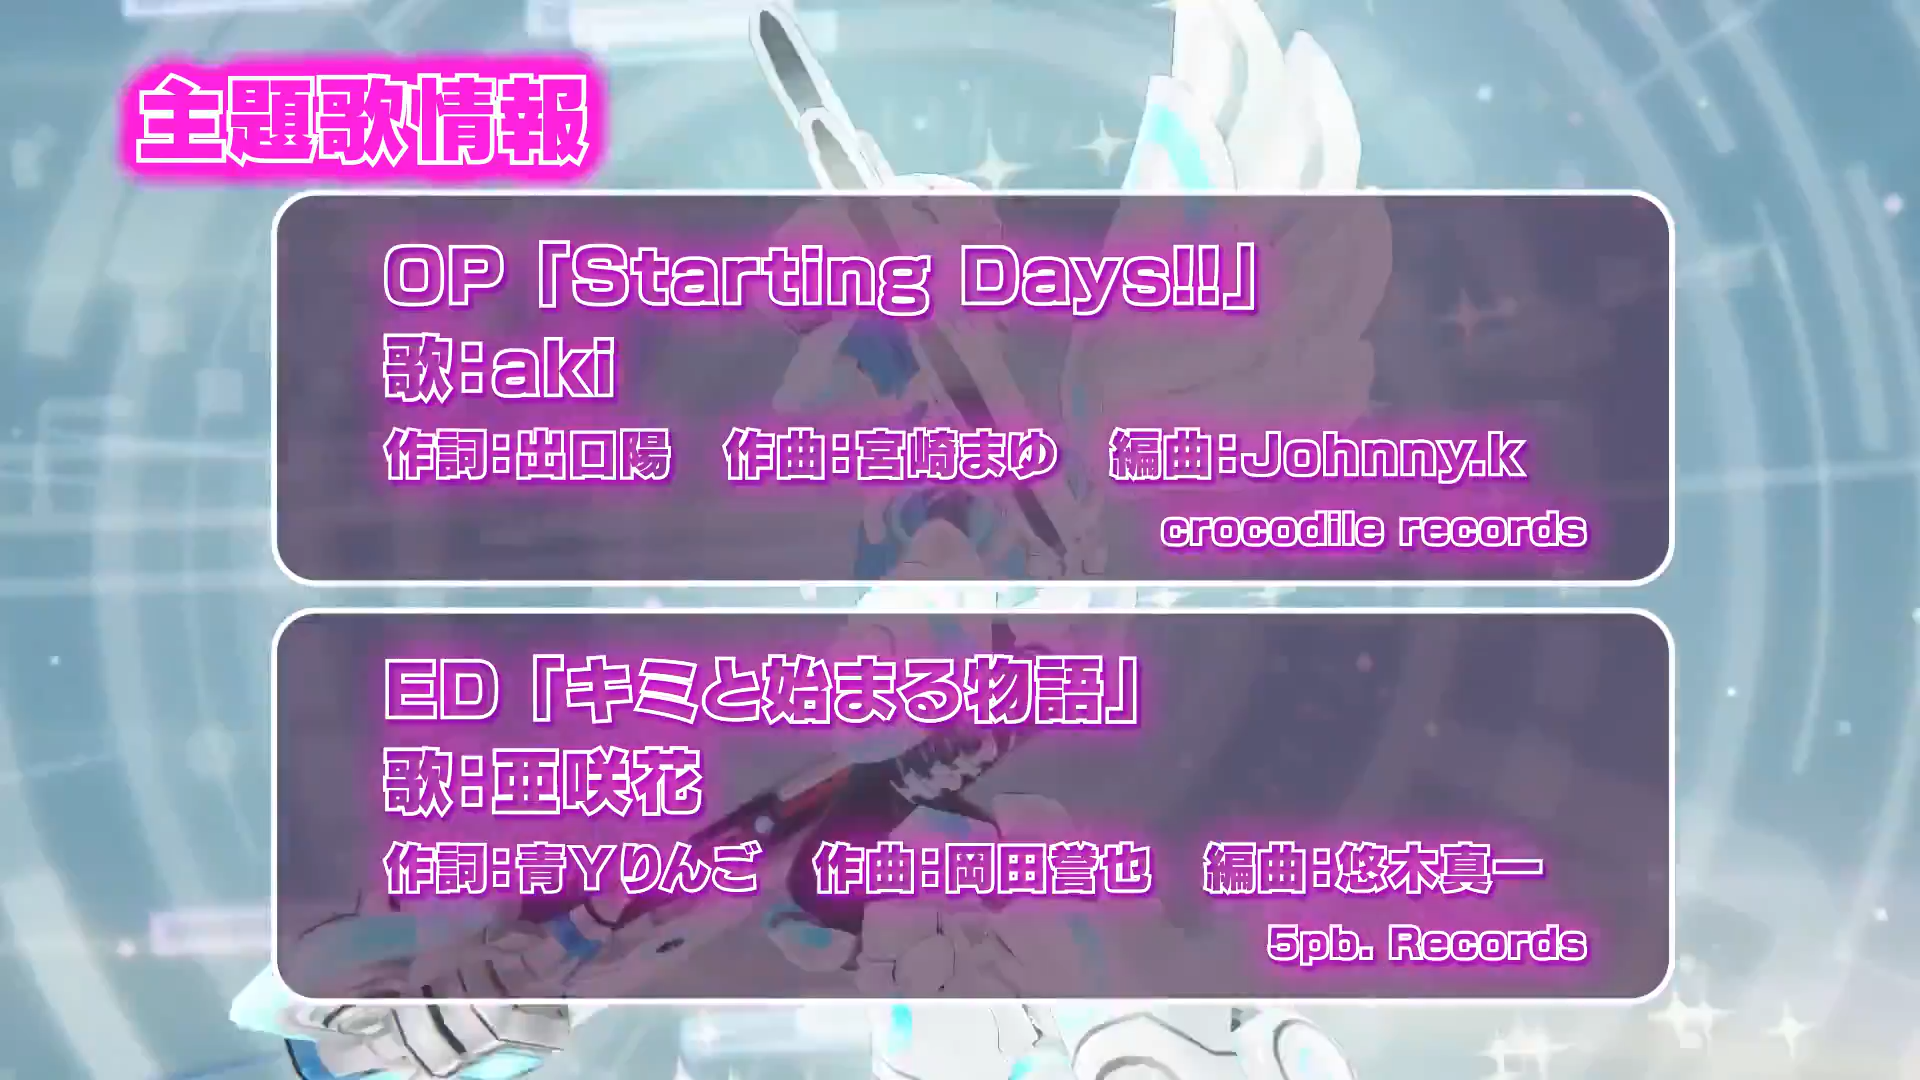 主題歌情報
OP「Starting Days!!」
歌：aki
作詞：出口陽　作曲：宮崎まゆ　編曲：Johnny.k
crocodile records
ED「キミと始まる物語」
歌：亜咲花
作詞：青Yりんご　作曲：岡田誉也　編曲：悠木真一
5pb. Records